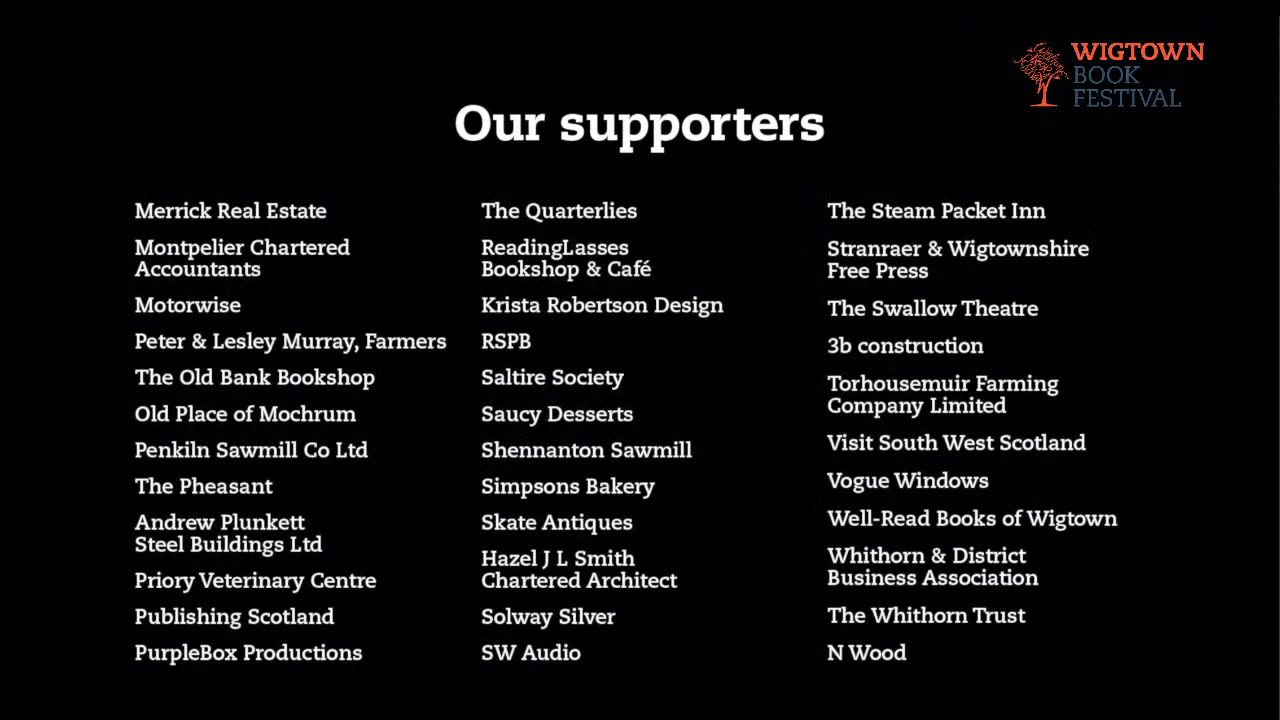 WIGTOWN
BOOK
FESTIVAL
Our supporters
Merrick Real Estate
Montpelier Chartered
Accountants
Motorwise
Peter & Lesley Murray, Farmers
The Old Bank Bookshop
Old Place of Mochrum
Penkiln Sawmill Co Ltd
The Pheasant
Andrew Plunkett
Steel Buildings Ltd
Priory Veterinary Centre
Publishing Scotland
PurpleBox Productions
The Quarterlies
ReadingLasses
Bookshop & Café
Krista Robertson Design
RSPB
Saltire Society
Saucy Desserts
Shennanton Sawmill
Simpsons Bakery
Skate Antiques
Hazel J L Smith
Chartered Architect
Solway Silver
SW Audio
The Steam Packet Inn
Stranraer & Wigtownshire
Free Press
The Swallow Theatre
3b construction
Torhousemuir Farming
Company Limited
Visit South West Scotland
Vogue Windows
Well-Read Books of Wigtown
Whithorn & District
Business Association
The Whithorn Trust
N Wood